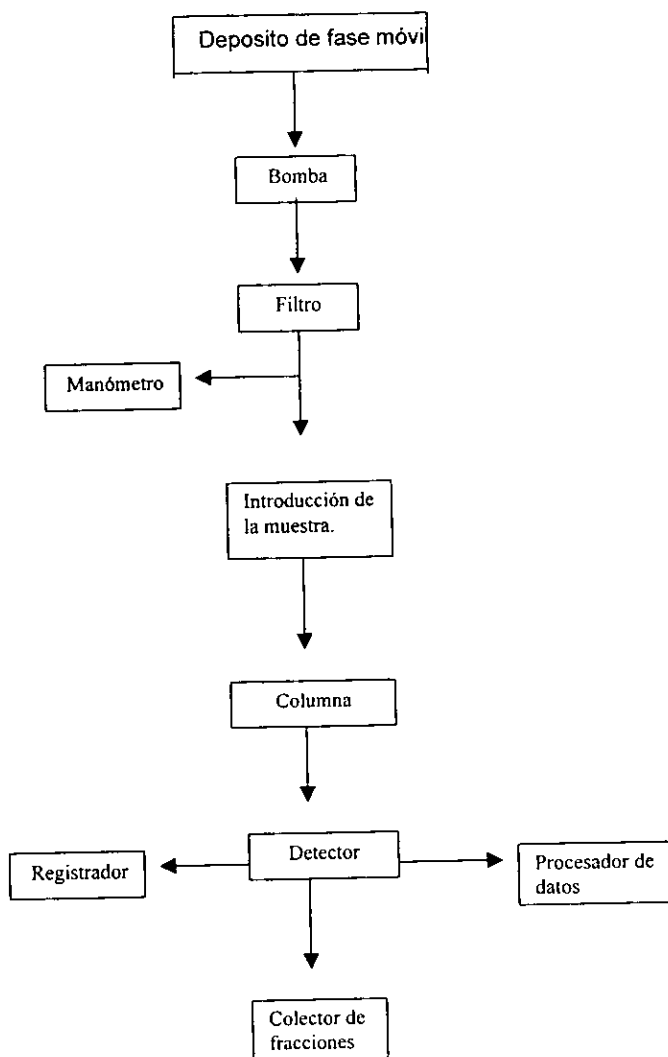 Deposito de fase móvi
Bomba
Filtro
Manómetro
Introducción de
la muestra.
Columna
Detector
Registrador
Procesador de
datos
Colector de
fracciones